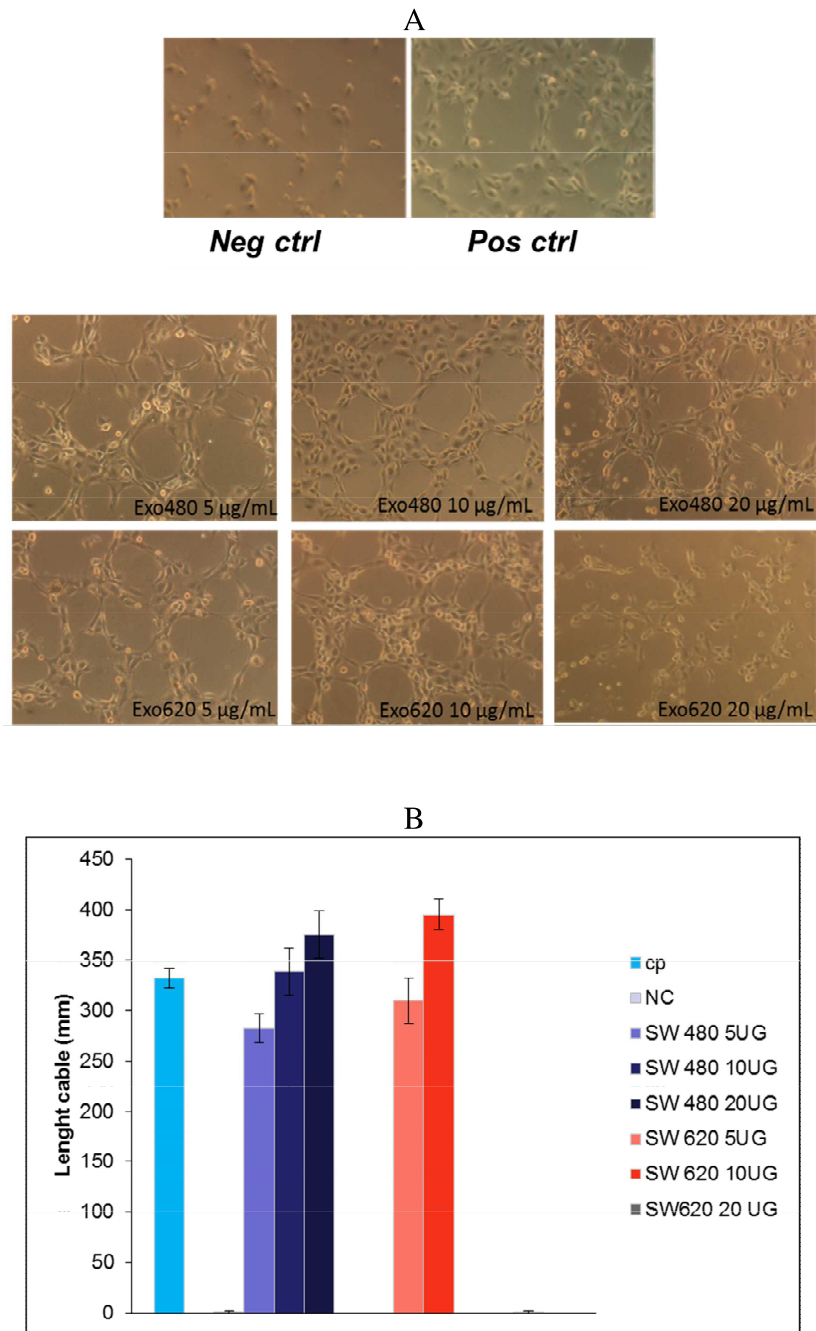 A
Neg ctrl Pos ctrl
Exo480 5 µg/mL Exo480 10 µg/mL Exo480 20 µg/mL
Exo620 5 µg/mL Exo620 10 µg/mL Exo620 20 µg/mL
B
Lenght cable (mm)
450
400
350
300
250
200
150
100
50
0
cp
NC
SW 480 5UG
SW 480 10UG
SW 480 20UG
SW 620 5UG
SW 620 10UG
SW620 20 UG